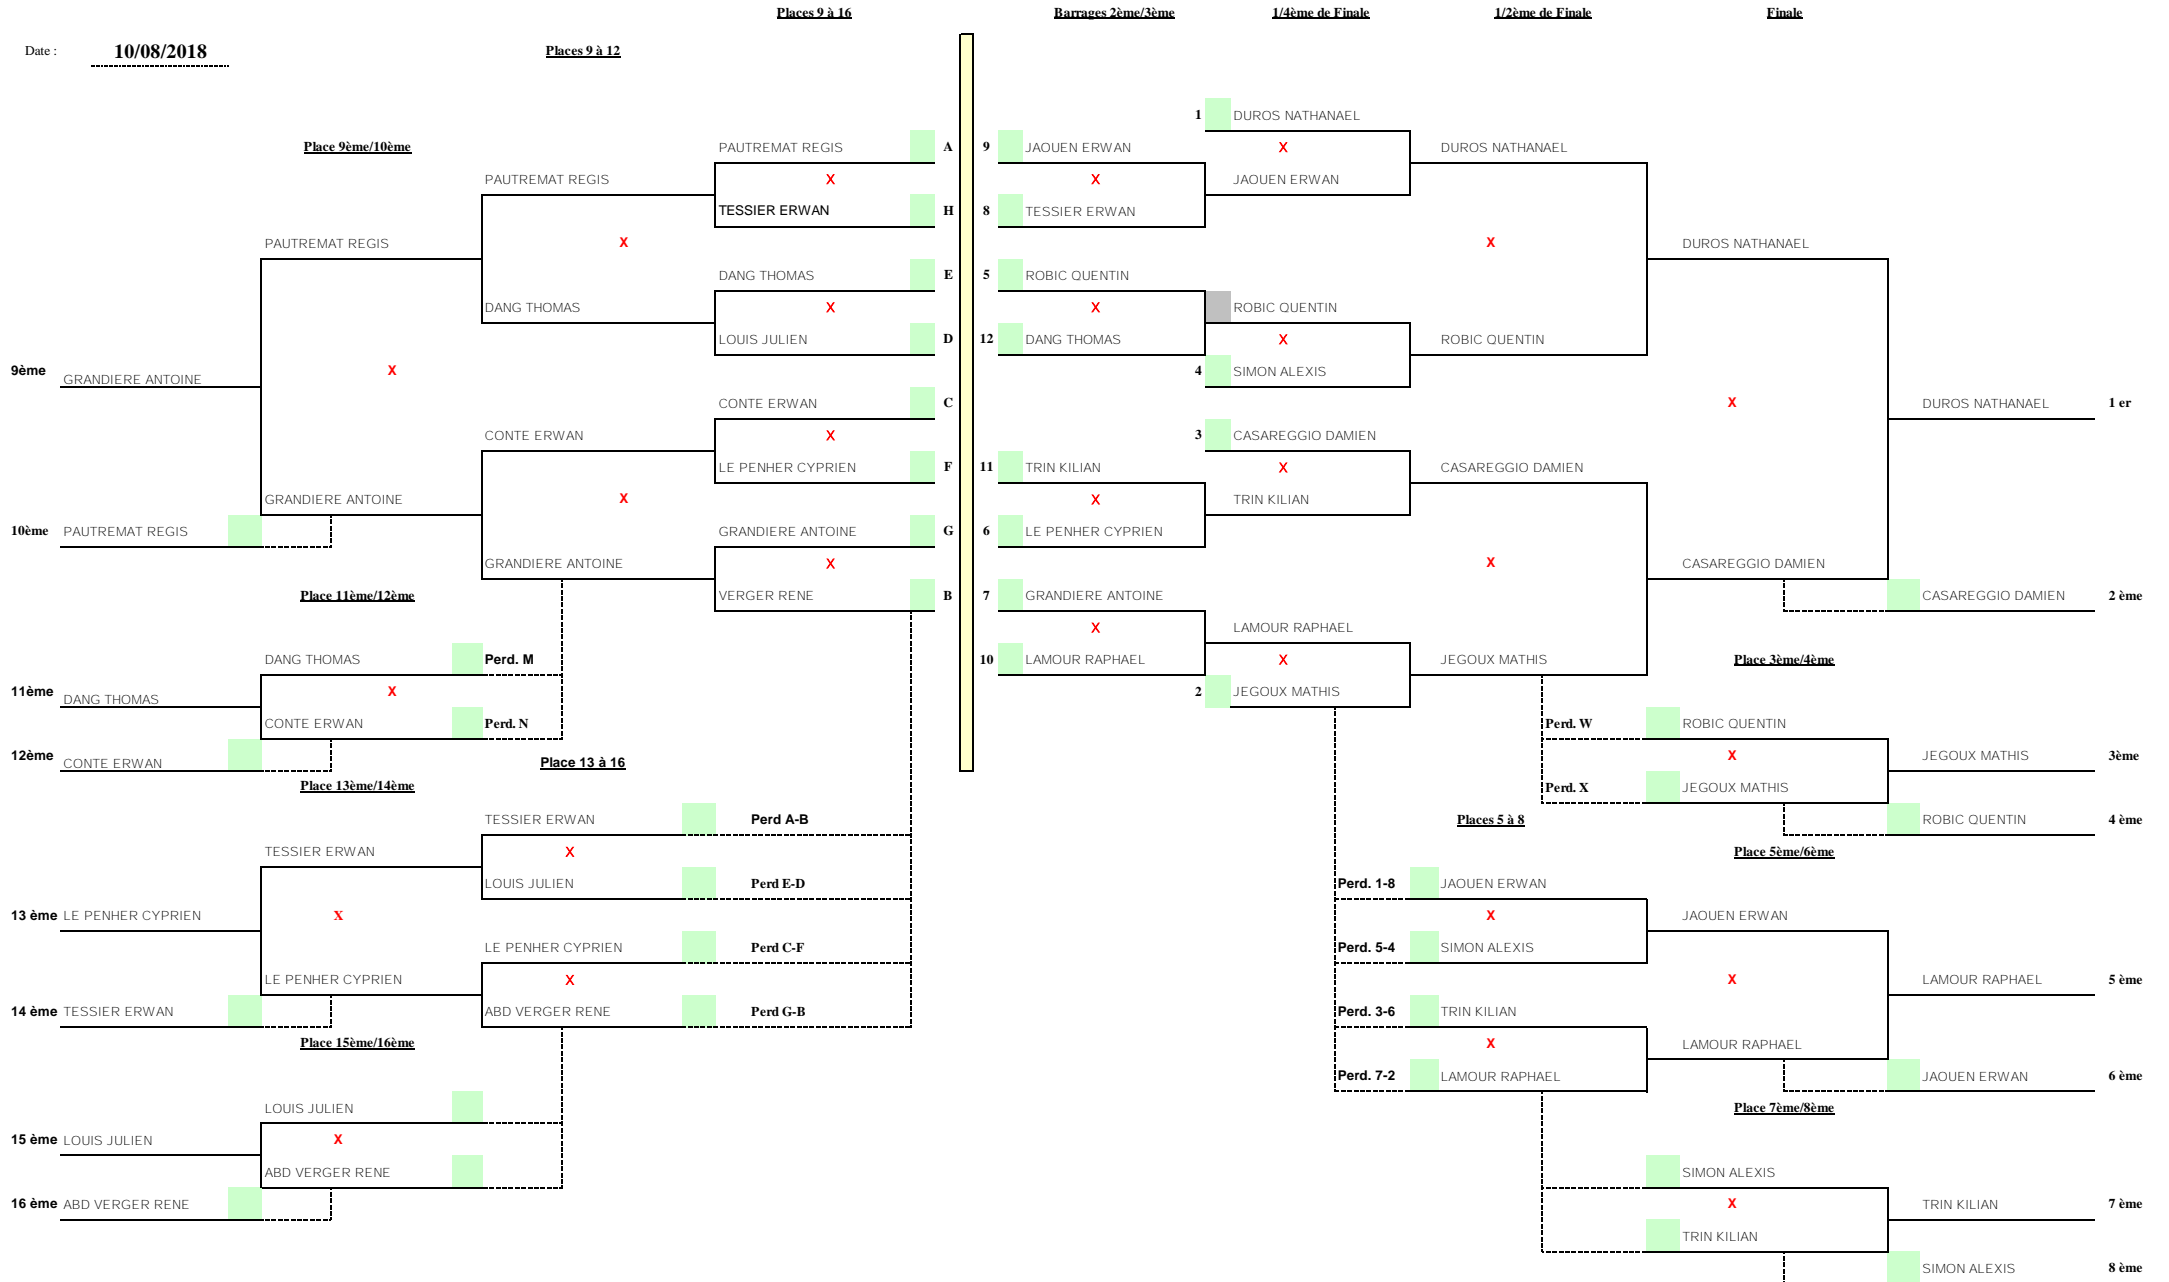 Places 9 à 16 Barrages 2ème/3ème 1/4ème de Finale 1/2ème de Finale Finale
Date : 10/08/2018 Places 9 à 12
1 DUROS NATHANAEL
Place 9ème/10ème PAUTREMAT REGIS A 9 JAOUEN ERWAN X DUROS NATHANAEL
PAUTREMAT REGIS X X JAOUEN ERWAN
TESSIER ERWAN H 8 TESSIER ERWAN
PAUTREMAT REGIS X X DUROS NATHANAEL
DANG THOMAS E 5 ROBIC QUENTIN
DANG THOMAS X X ROBIC QUENTIN
LOUIS JULIEN D 12 DANG THOMAS X ROBIC QUENTIN
9ème GRANDIERE ANTOINE X 4 SIMON ALEXIS
CONTE ERWAN C X DUROS NATHANAEL 1 er
CONTE ERWAN X 3 CASAREGGIO DAMIEN
LE PENHER CYPRIEN F 11 TRIN KILIAN X CASAREGGIO DAMIEN
GRANDIERE ANTOINE X X TRIN KILIAN
10ème PAUTREMAT REGIS GRANDIERE ANTOINE G 6 LE PENHER CYPRIEN
GRANDIERE ANTOINE X X CASAREGGIO DAMIEN
Place 11ème/12ème VERGER RENE B 7 GRANDIERE ANTOINE CASAREGGIO DAMIEN 2 ème
X LAMOUR RAPHAEL
DANG THOMAS Perd. M 10 LAMOUR RAPHAEL X JEGOUX MATHIS Place 3ème/4ème
11ème DANG THOMAS X 2 JEGOUX MATHIS
CONTE ERWAN Perd. N Perd. W ROBIC QUENTIN
12ème CONTE ERWAN Place 13 à 16 X JEGOUX MATHIS 3ème
Place 13ème/14ème Perd. X JEGOUX MATHIS
TESSIER ERWAN Perd A-B Places 5 à 8 ROBIC QUENTIN 4 ème
TESSIER ERWAN X Place 5ème/6ème
LOUIS JULIEN Perd E-D Perd. 1-8 JAOUEN ERWAN
13 ème LE PENHER CYPRIEN X X JAOUEN ERWAN
LE PENHER CYPRIEN Perd C-F Perd. 5-4 SIMON ALEXIS
LE PENHER CYPRIEN X X LAMOUR RAPHAEL 5 ème
14 ème TESSIER ERWAN ABD VERGER RENE Perd G-B Perd. 3-6 TRIN KILIAN
Place 15ème/16ème X LAMOUR RAPHAEL
Perd. 7-2 LAMOUR RAPHAEL JAOUEN ERWAN 6 ème
LOUIS JULIEN Place 7ème/8ème
15 ème LOUIS JULIEN X
ABD VERGER RENE SIMON ALEXIS
16 ème ABD VERGER RENE X TRIN KILIAN 7 ème
TRIN KILIAN
SIMON ALEXIS 8 ème